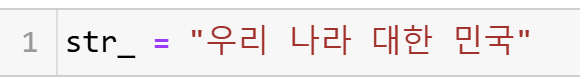 1 str_ = "우리 나라 대한 민국"